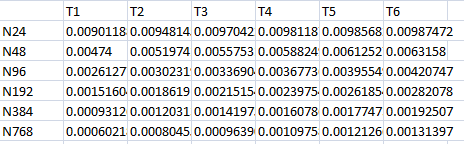 T1 T2 T3 T4 T5 T6
N24 0.0090118 0.0094814 0.0097042 0.0098118 0.0098568 0.00987472
N48 0.00474 0.0051974 0.0055753 0.0058824 0.0061252 0.0063158
N96 0.0026127 0.0030231 0.0033690 0.0036773 0.0039554 0.00420747
N192 0.0015160 0.0018619 0.0021515 0.0023975 0.0026185 0.00282078
N384 0.0009312 0.0012031 0.0014197 0.0016078 0.0017747 0.00192507
N768 0.0006021 0.0008045 0.0009639 0.0010975 0.0012126 0.00131397